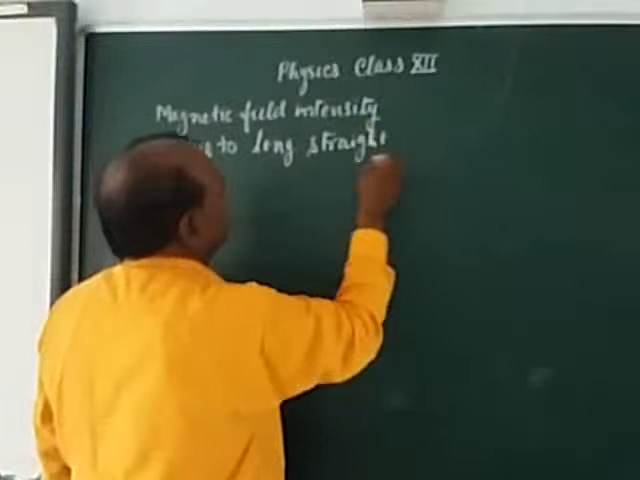 Physics Class XII
Magnetic field intensity
to long straight